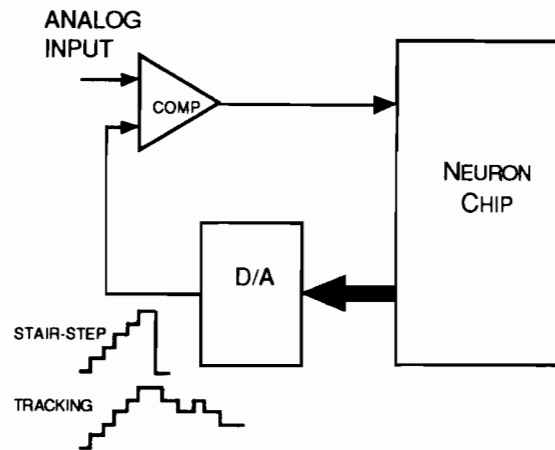 ANALOG
INPUT
COMP
NEURON
CHIP
D/A
STAIR-STEP
TRACKING